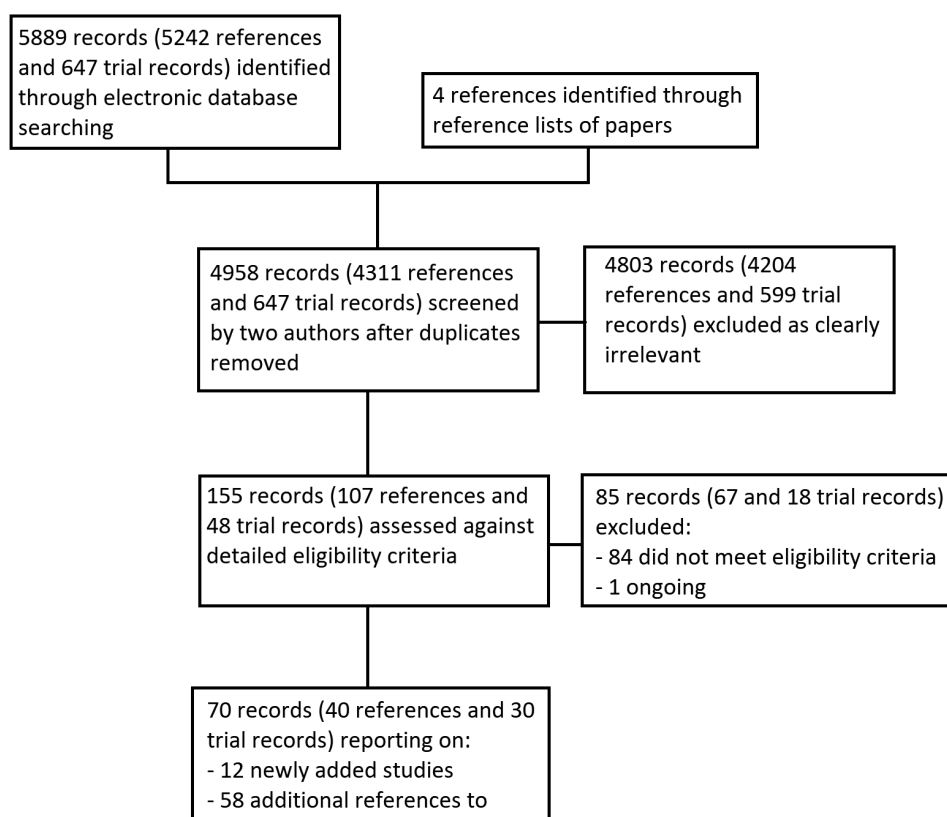 5889 records (5242 references
and 647 trial records) identified
through electronic database
searching
4 references identified through
reference lists of papers
4958 records (4311 references
and 647 trial records) screened
by two authors after duplicates
removed
4803 records (4204
references and 599 trial
records) excluded as clearly
irrelevant
155 records (107 references and
48 trial records) assessed against
detailed eligibility criteria
85 records (67 and 18 trial records)
excluded:
- 84 did not meet eligibility criteria
- 1 ongoing
70 records (40 references and 30
trial records) reporting on:
- 12 newly added studies
- 58 additional references to